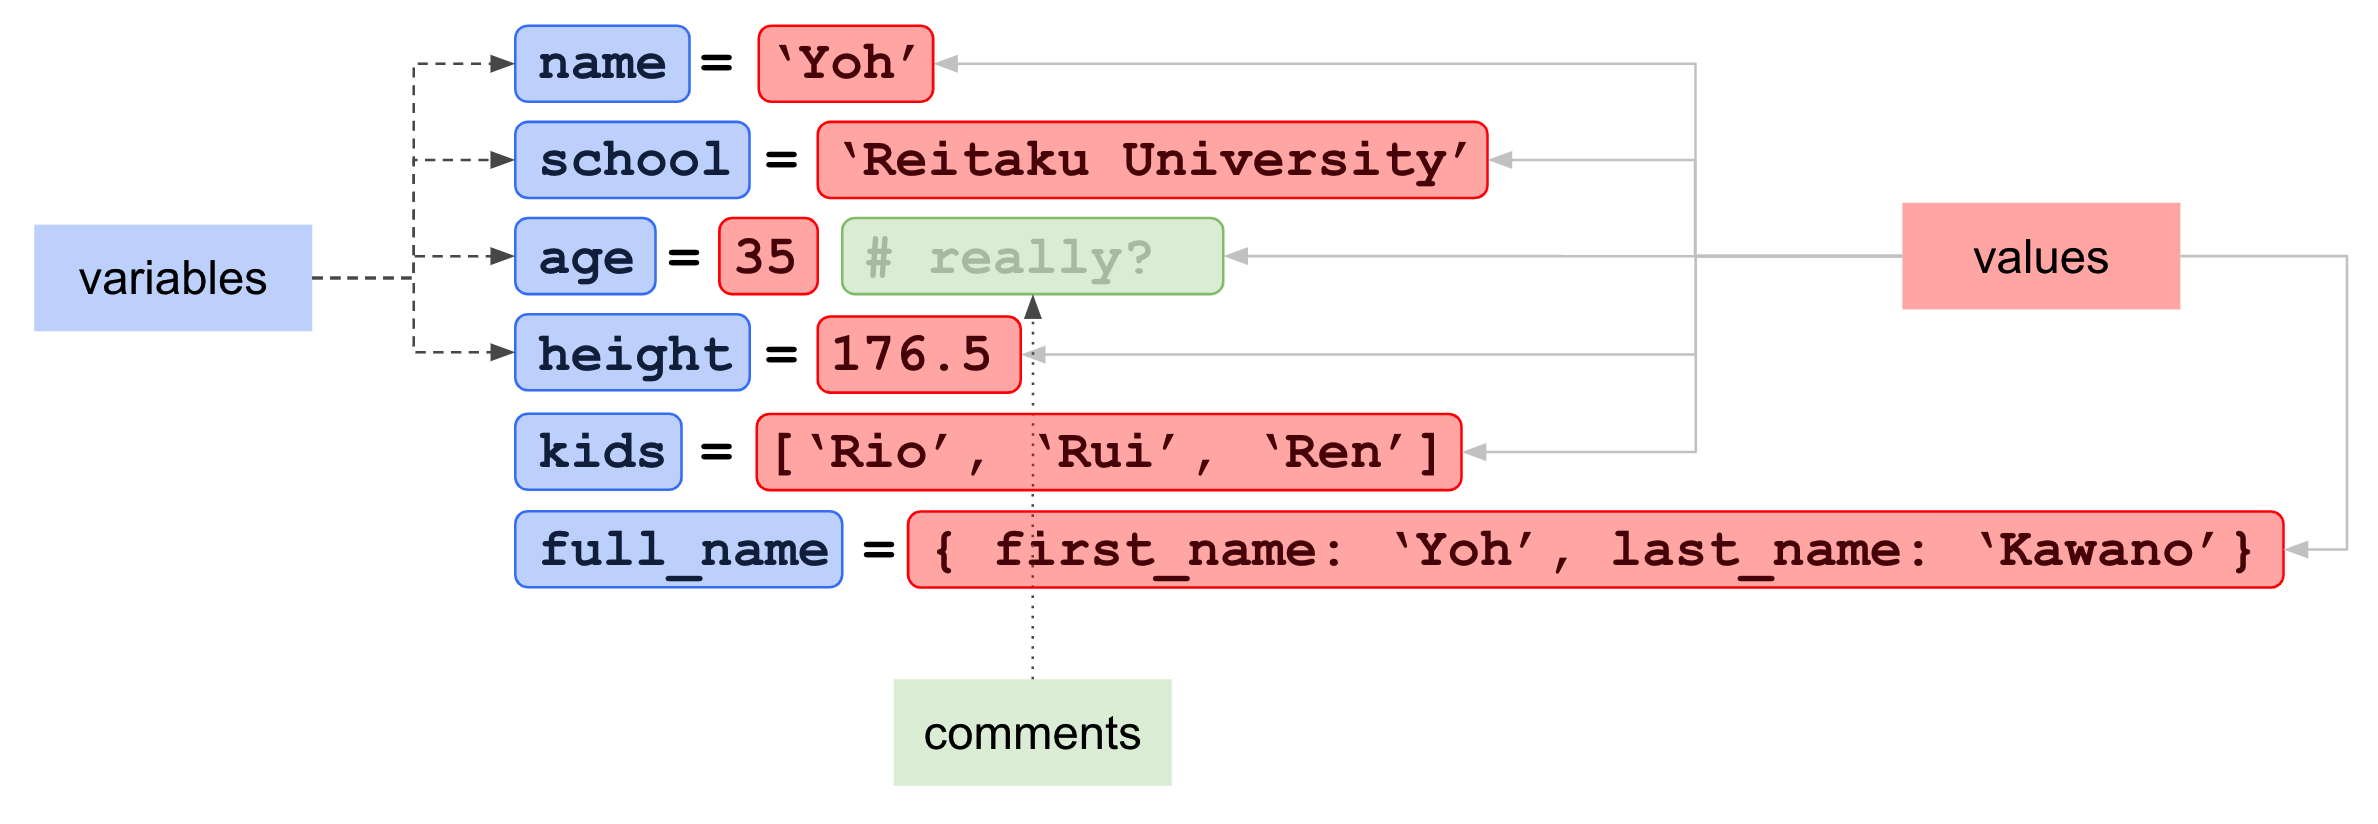 name = ‘Yoh’
school = ‘Reitaku University’
variables
age = 35 # really?
values
height = 176.5
kids = [‘Rio’, ‘Rui’, ‘Ren’]
full_name = { first_name: ‘Yoh’, last_name: ‘Kawano’}
comments